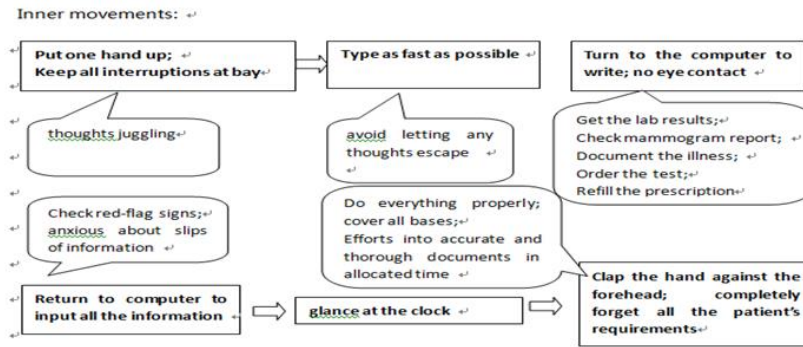 Inner movements:
Put one hand up;
Keep all interruptions at bay
Type as fast as possible
Turn to the computer to
write; no eye contact
thoughts juggling
avoid letting any
thoughts escape
Get the lab results;
Check mammogram report;
Document the illness;
Order the test;
Refill the prescription
Check red-flag signs;
anxious about slips
of information
Do everything properly;
cover all bases;
Efforts into accurate and
thorough documents in
allocated time
Return to computer to
input all the information
glance at the clock
Clap the hand against the
forehead; completely
forget all the patient's
requirements